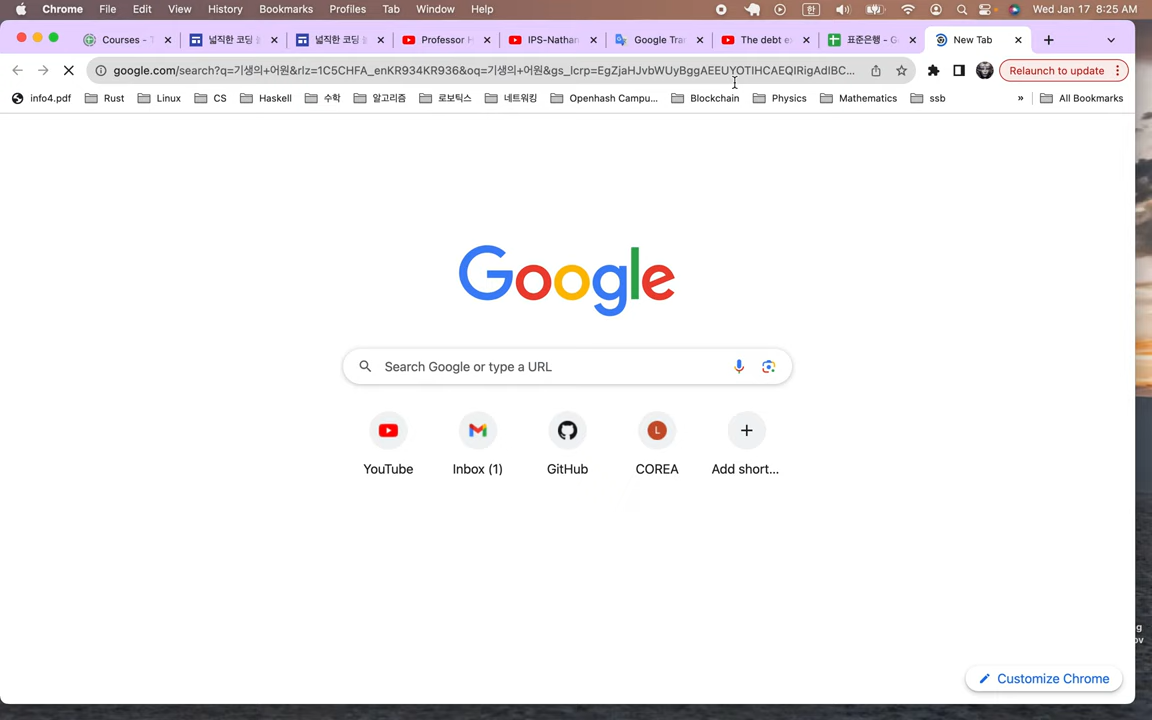 Chrome File Edit View History Bookmarks Profiles Tab Window Help 한 Wed Jan 17 8:25 AM
Courses - T 넓직한 코딩 넓직한 코딩 Professor H IPS-Nathan Google Tra The debt e 표준은행 - G New Tab
google.com/search?q=기생의+어원&rlz=1C5CHFA_enKR934KR936&oq=기생의+어원&gs_lcrp=EgZjaHJvbWUyBggAEEUYOTIHCAEQIRigAdIBC... Relaunch to update
info4.pdf Rust Linux CS Haskell 수학 알고리즘 로보틱스 네트워킹 Openhash Campu... Blockchain Physics Mathematics ssb » All Bookmarks
Google
Search Google or type a URL
YouTube Inbox (1) GitHub L COREA Add short...
g
ov
Customize Chrome